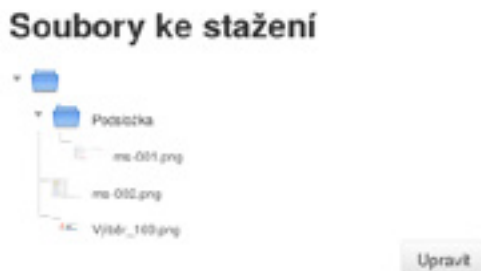 Soubory ke stažení
Podsložka
ms-001.png
ms-002.png
Výběr_169.png
Upravit